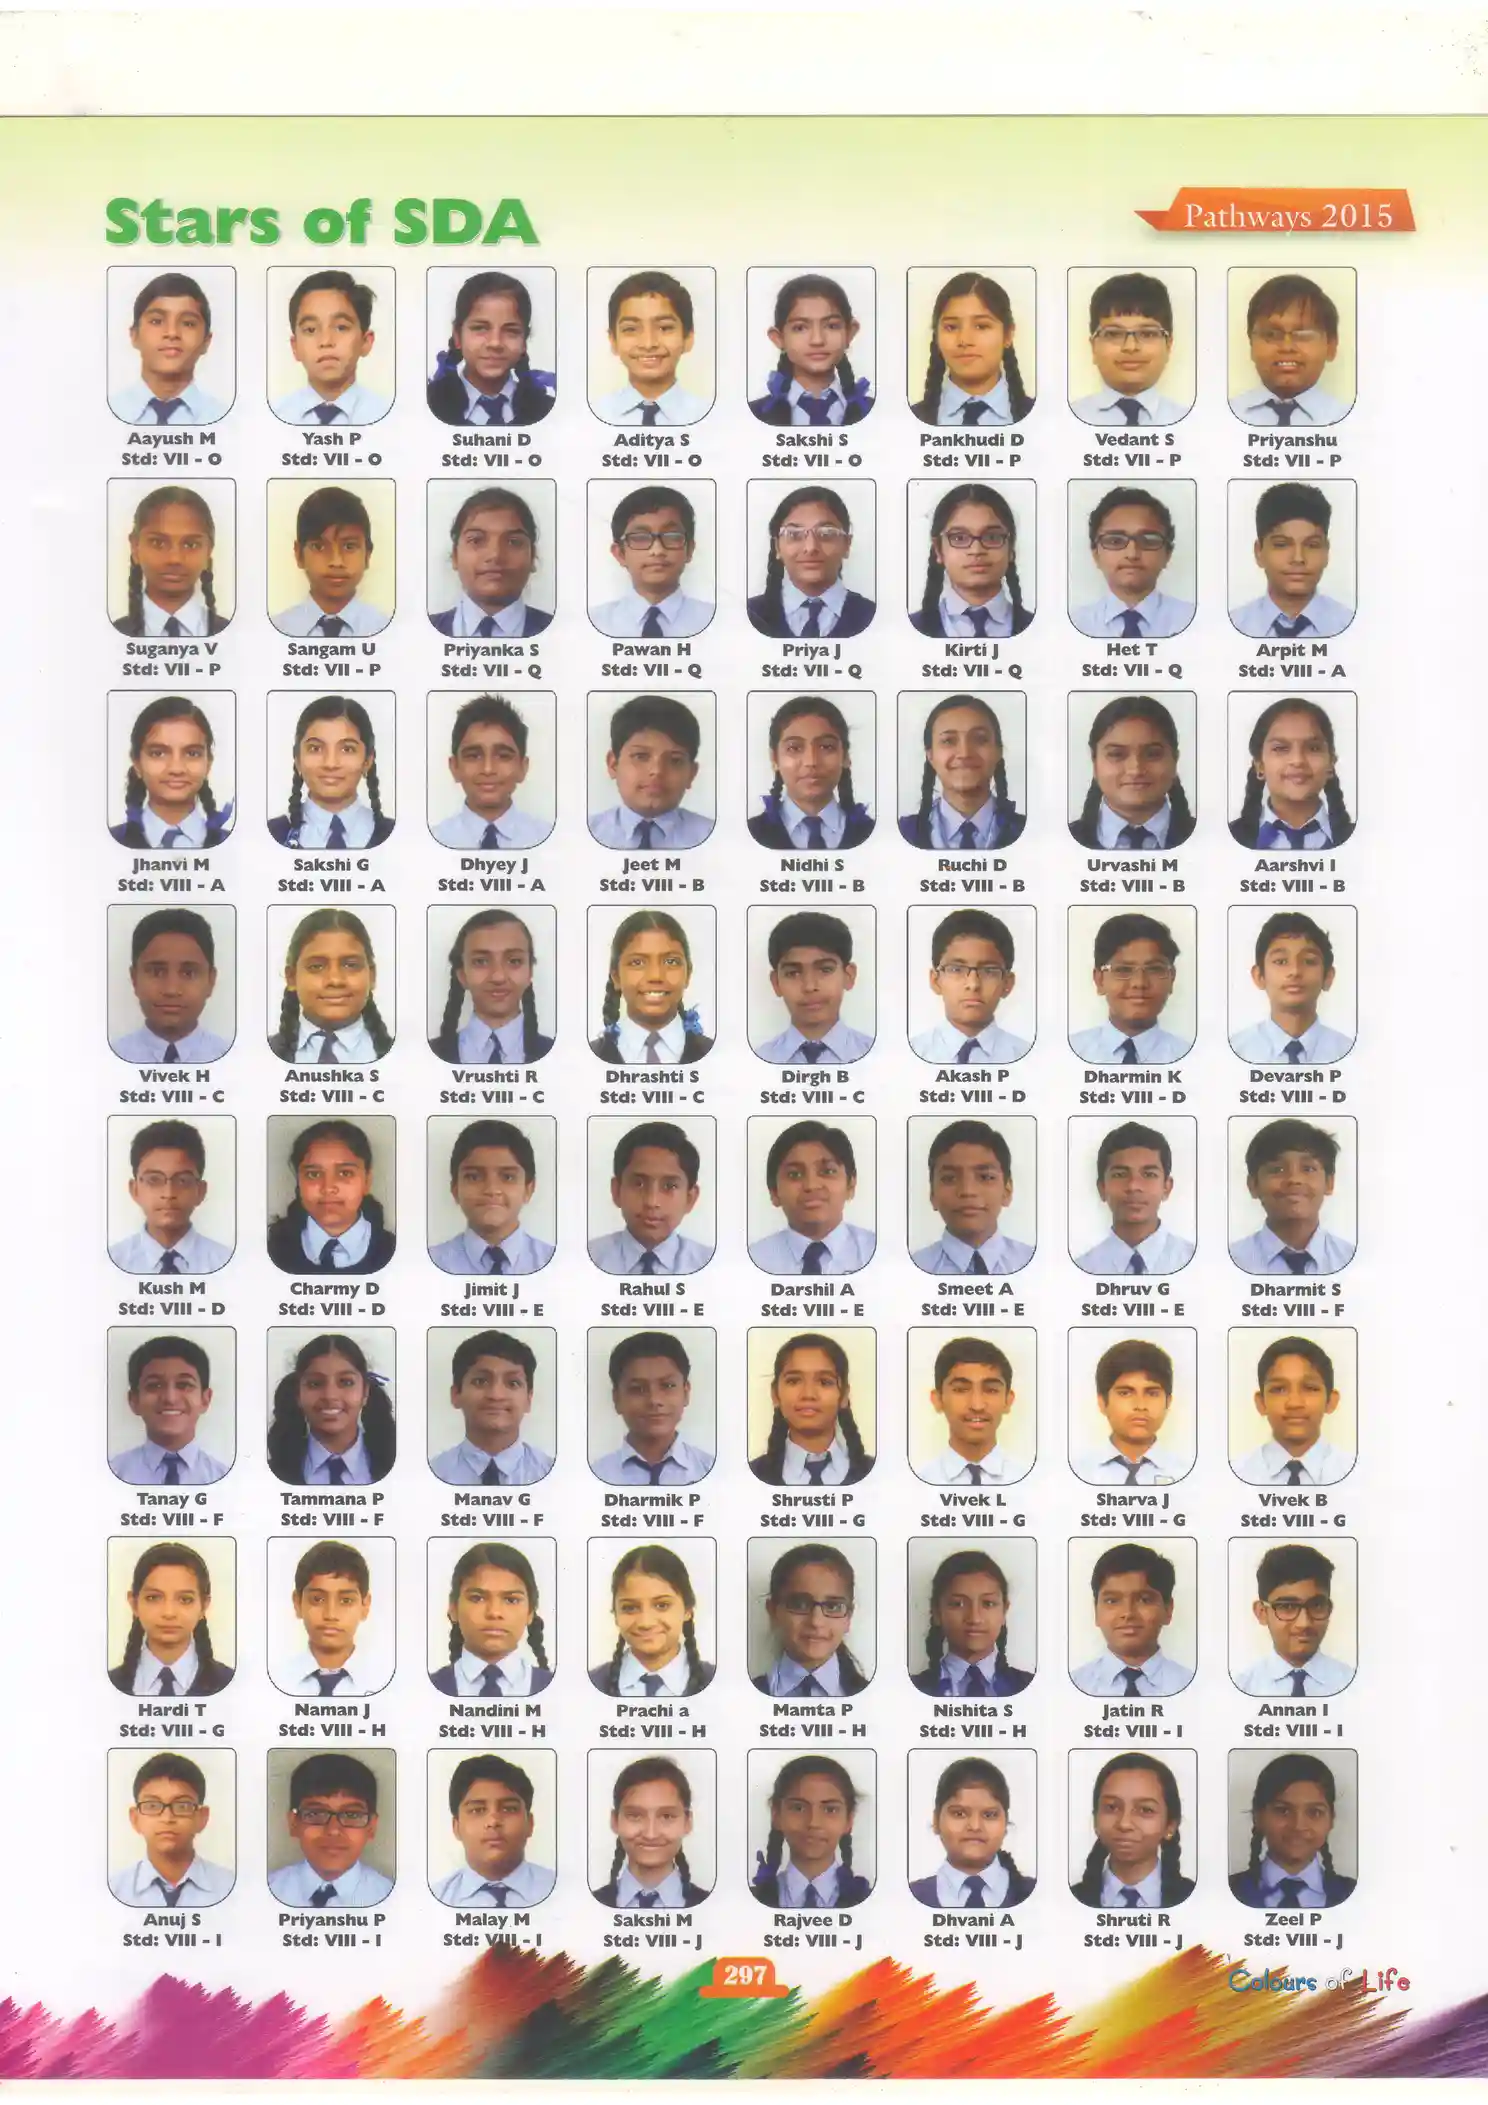 Stars of SDA
Pathways 2015
Aayush M Yash P Suhani D Aditya S Sakshi S Pankhudi D Vedant S Priyanshu
Std: VII - O Std: VII - O Std: VII - O Std: VII - O Std: VII - O Std: VII - P Std: VII - P Std: VII - P
Suganya V Sangam U Priyanka S Pawan H Priya J Kirti J Het T Arpit M
Std: VII - P Std: VII - P Std: VII - Q Std: VII - Q Std: VII - Q Std: VII - Q Std: VII - Q Std: VIII - A
Jhanvi M Sakshi G Dhyey J Jeet M Nidhi S Ruchi D Urvashi M Aarshvi I
Std: VIII - A Std: VIII - A Std: VIII - A Std: VIII - B Std: VIII - B Std: VIII - B Std: VIII - B Std: VIII - B
Vivek H Anushka S Vrushti R Dhrashti S Dirgh B Akash P Dharmin K Devarsh P
Std: VIII - C Std: VIII - C Std: VIII - C Std: VIII - C Std: VIII - C Std: VIII - D Std: VIII - D Std: VIII - D
Kush M Charmy D Jimit J Rahul S Darshil A Smeet A Dhruv G Dharmit S
Std: VIII - D Std: VIII - D Std: VIII - E Std: VIII - E Std: VIII - E Std: VIII - E Std: VIII - E Std: VIII - F
Tanay G Tammana P Manav G Dharmik P Shrusti P Vivek L Sharva J Vivek B
Std: VIII - F Std: VIII - F Std: VIII - F Std: VIII - F Std: VIII - G Std: VIII - G Std: VIII - G Std: VIII - G
Hardi T Naman J Nandini M Prachi a Mamta P Nishita S Jatin R Annan I
Std: VIII - G Std: VIII - H Std: VIII - H Std: VIII - H Std: VIII - H Std: VIII - H Std: VIII - I Std: VIII - I
Anuj S Priyanshu P Malay M Sakshi M Rajvee D Dhvani A Shruti R Zeel P
Std: VIII - I Std: VIII - I Std: VIII - I Std: VIII - J Std: VIII - J Std: VIII - J Std: VIII - J Std: VIII - J
297
Colours of Life